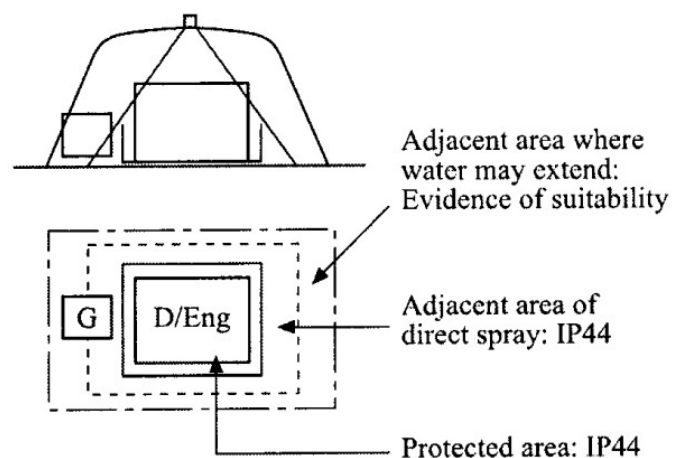 Adjacent area where
water may extend:
Evidence of suitability
G
D/Eng
Adjacent area of
direct spray: IP44
Protected area: IP44